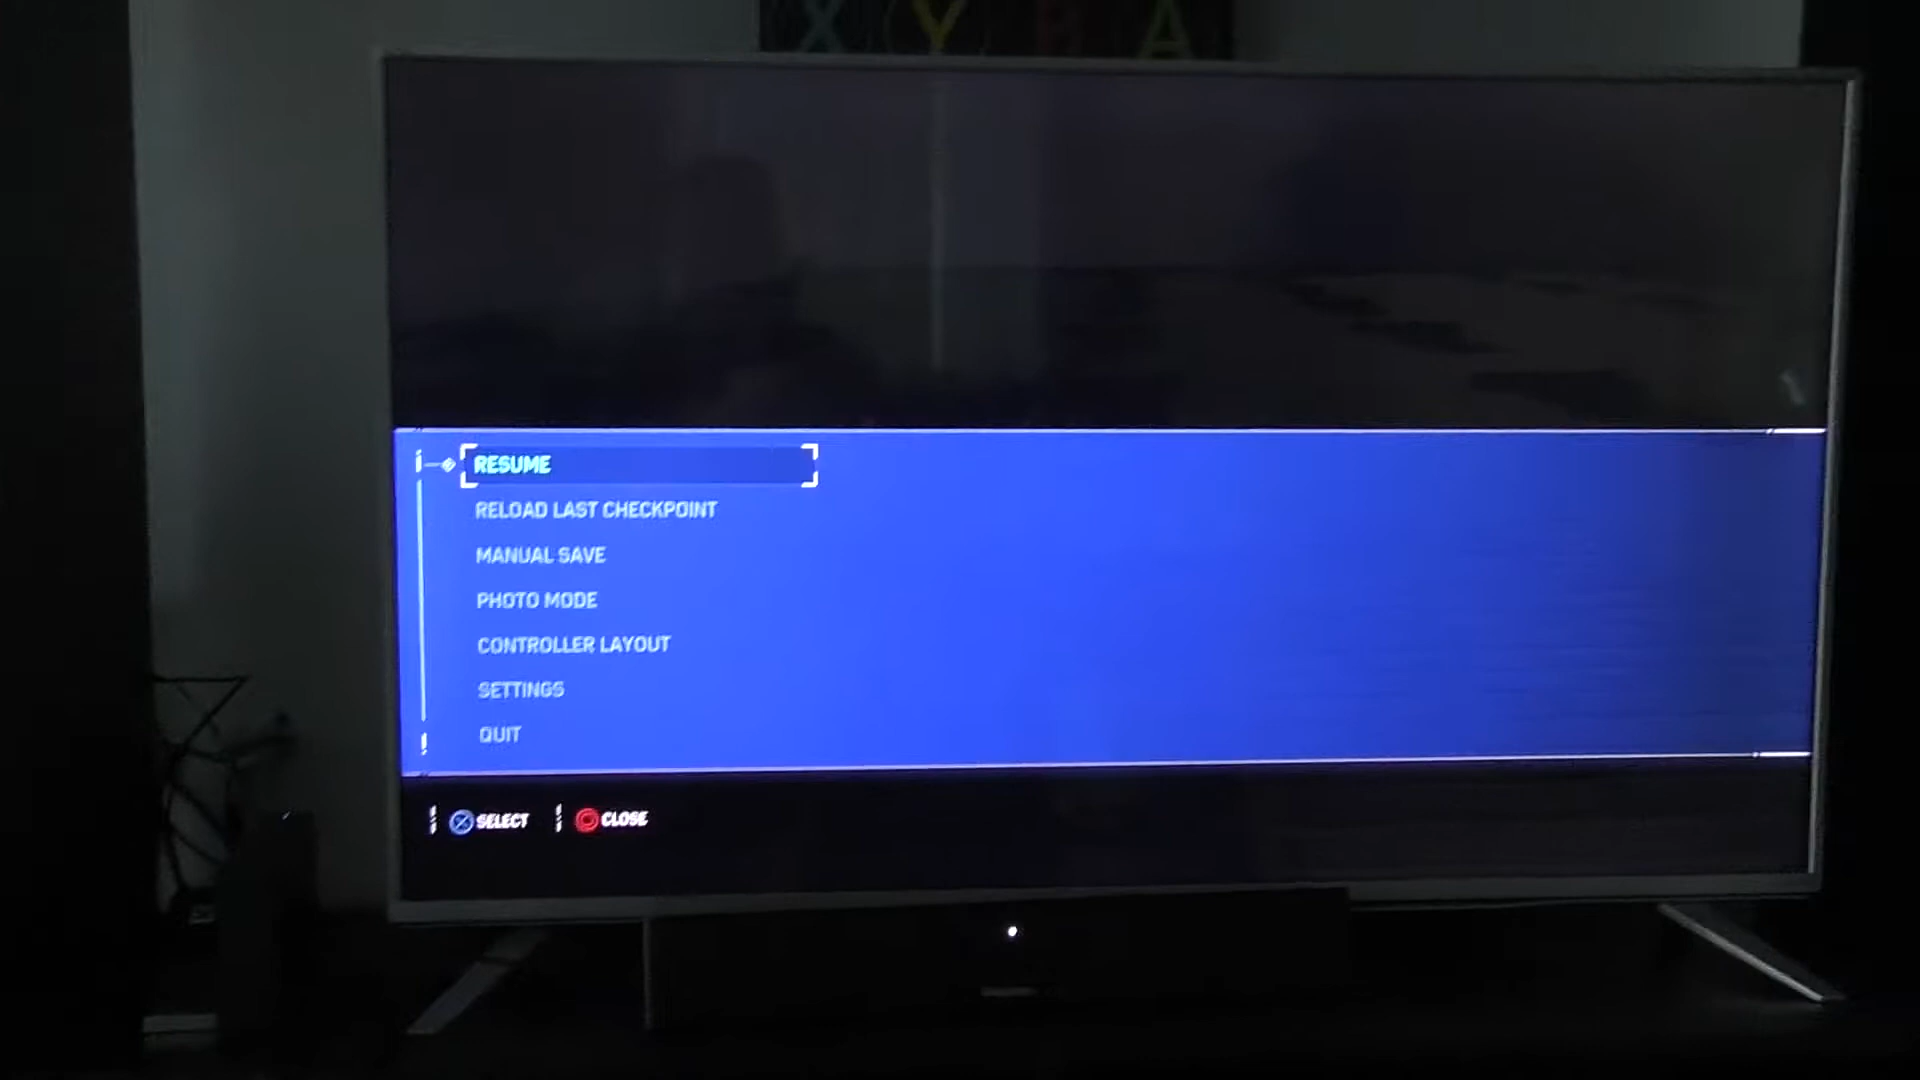 X Y B A
RESUME
RELOAD LAST CHECKPOINT
MANUAL SAVE
PHOTO MODE
CONTROLLER LAYOUT
SETTINGS
QUIT
SELECT CLOSE